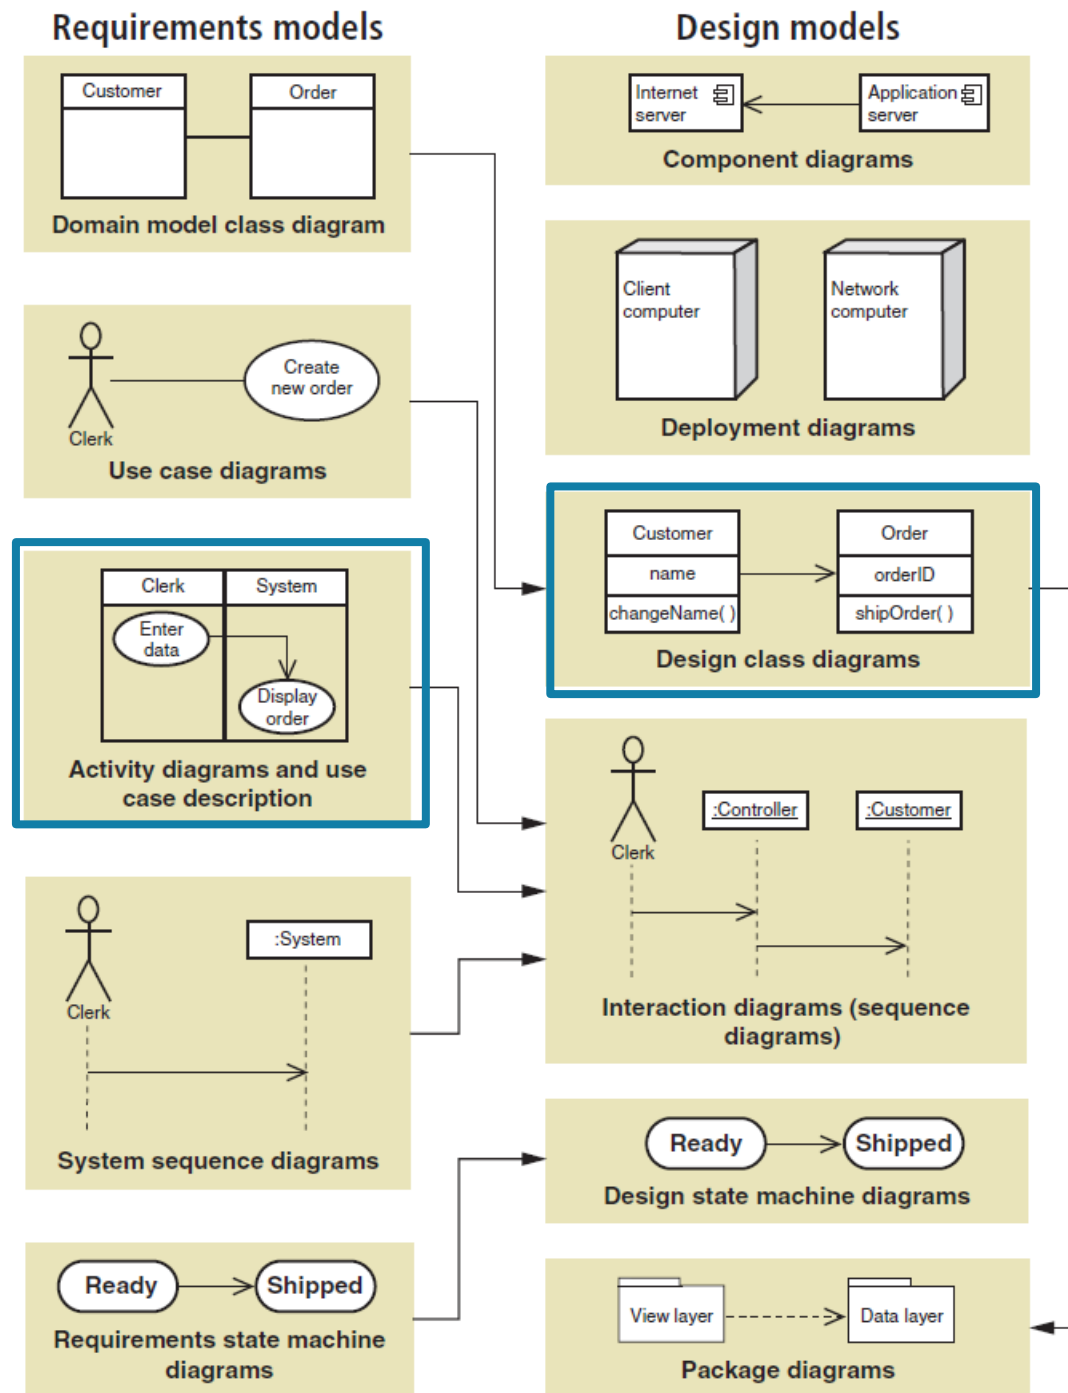 Requirements models
Customer
Order
Domain model class diagram
Clerk
Create
new order
Use case diagrams
Clerk
System
Enter
data
Display
order
Activity diagrams and use
case description
:System
Clerk
System sequence diagrams
Ready
Shipped
Requirements state machine
diagrams
Design models
Internet
server
Application
server
Component diagrams
Client
computer
Network
computer
Deployment diagrams
Customer
Order
name
orderID
changeName( )
shipOrder( )
Design class diagrams
:Controller
:Customer
Clerk
Interaction diagrams (sequence
diagrams)
Ready
Shipped
Design state machine diagrams
View layer
Data layer
Package diagrams